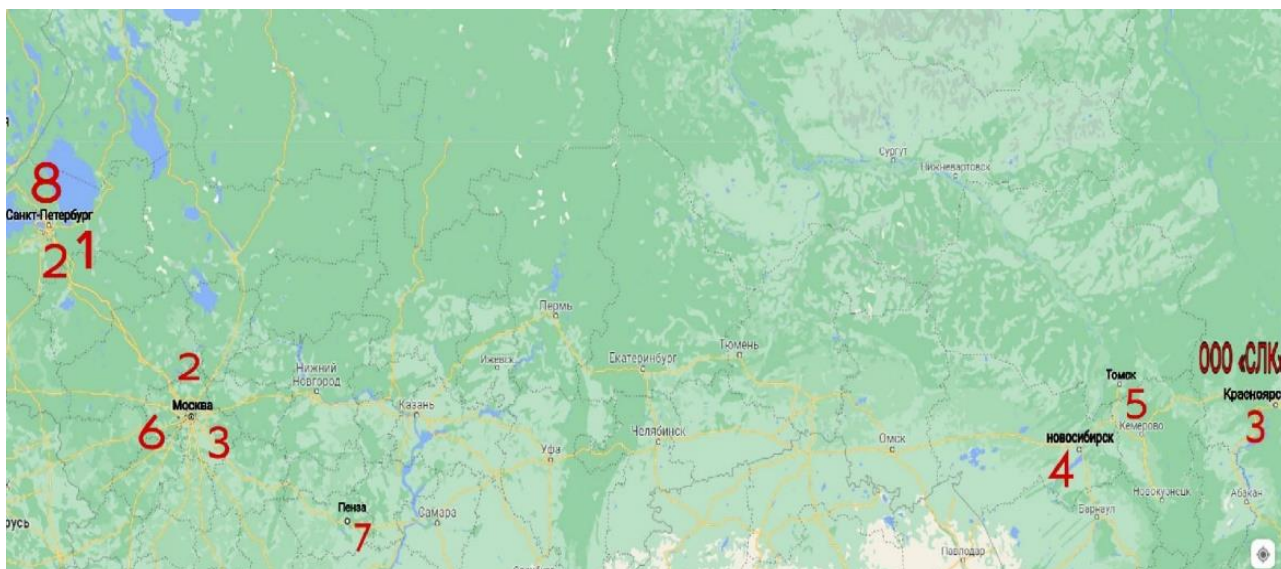 Сургут
Нижневартовск
8
Санкт-Петербург
2 1
Пермь
2
Нижний
Новгород
Ижевск
Екатеринбург
Тюмень
ООО «СЛК»
Томск
Москва
Казань
5
Красноярс
6
3
Челябинск
Омск
новосибирск
Кемерово
3
Уфа
4
Новокузнецк
Абакан
Пенза
Самара
Барнаул
русь
7
Павлодар